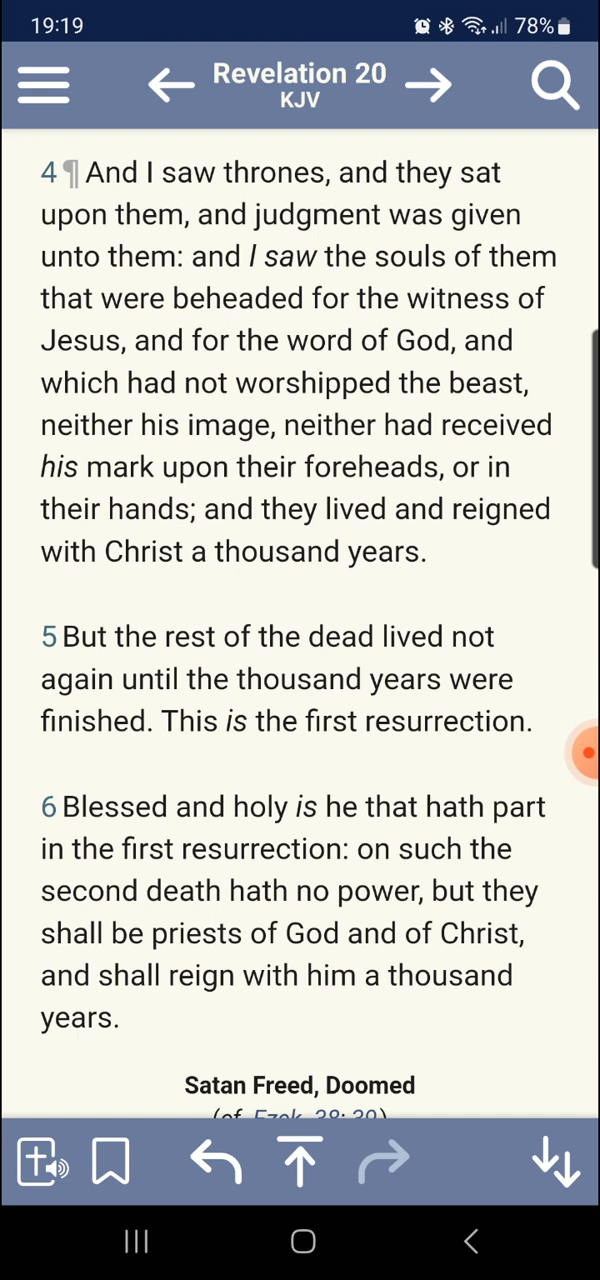 19:19 78%
Revelation 20
KJV
4 ¶ And I saw thrones, and they sat
upon them, and judgment was given
unto them: and I saw the souls of them
that were beheaded for the witness of
Jesus, and for the word of God, and
which had not worshipped the beast,
neither his image, neither had received
his mark upon their foreheads, or in
their hands; and they lived and reigned
with Christ a thousand years.
5 But the rest of the dead lived not
again until the thousand years were
finished. This is the first resurrection.
6 Blessed and holy is he that hath part
in the first resurrection: on such the
second death hath no power, but they
shall be priests of God and of Christ,
and shall reign with him a thousand
years.
Satan Freed, Doomed
(cf. Ezek. 38; 39)